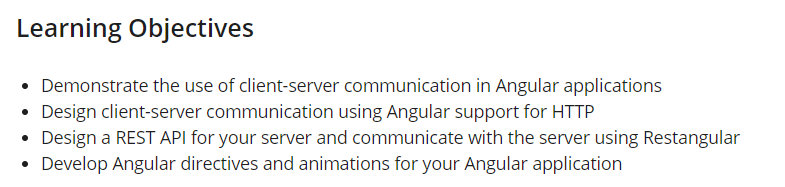 Learning Objectives
• Demonstrate the use of client-server communication in Angular applications
• Design client-server communication using Angular support for HTTP
• Design a REST API for your server and communicate with the server using Restangular
• Develop Angular directives and animations for your Angular application